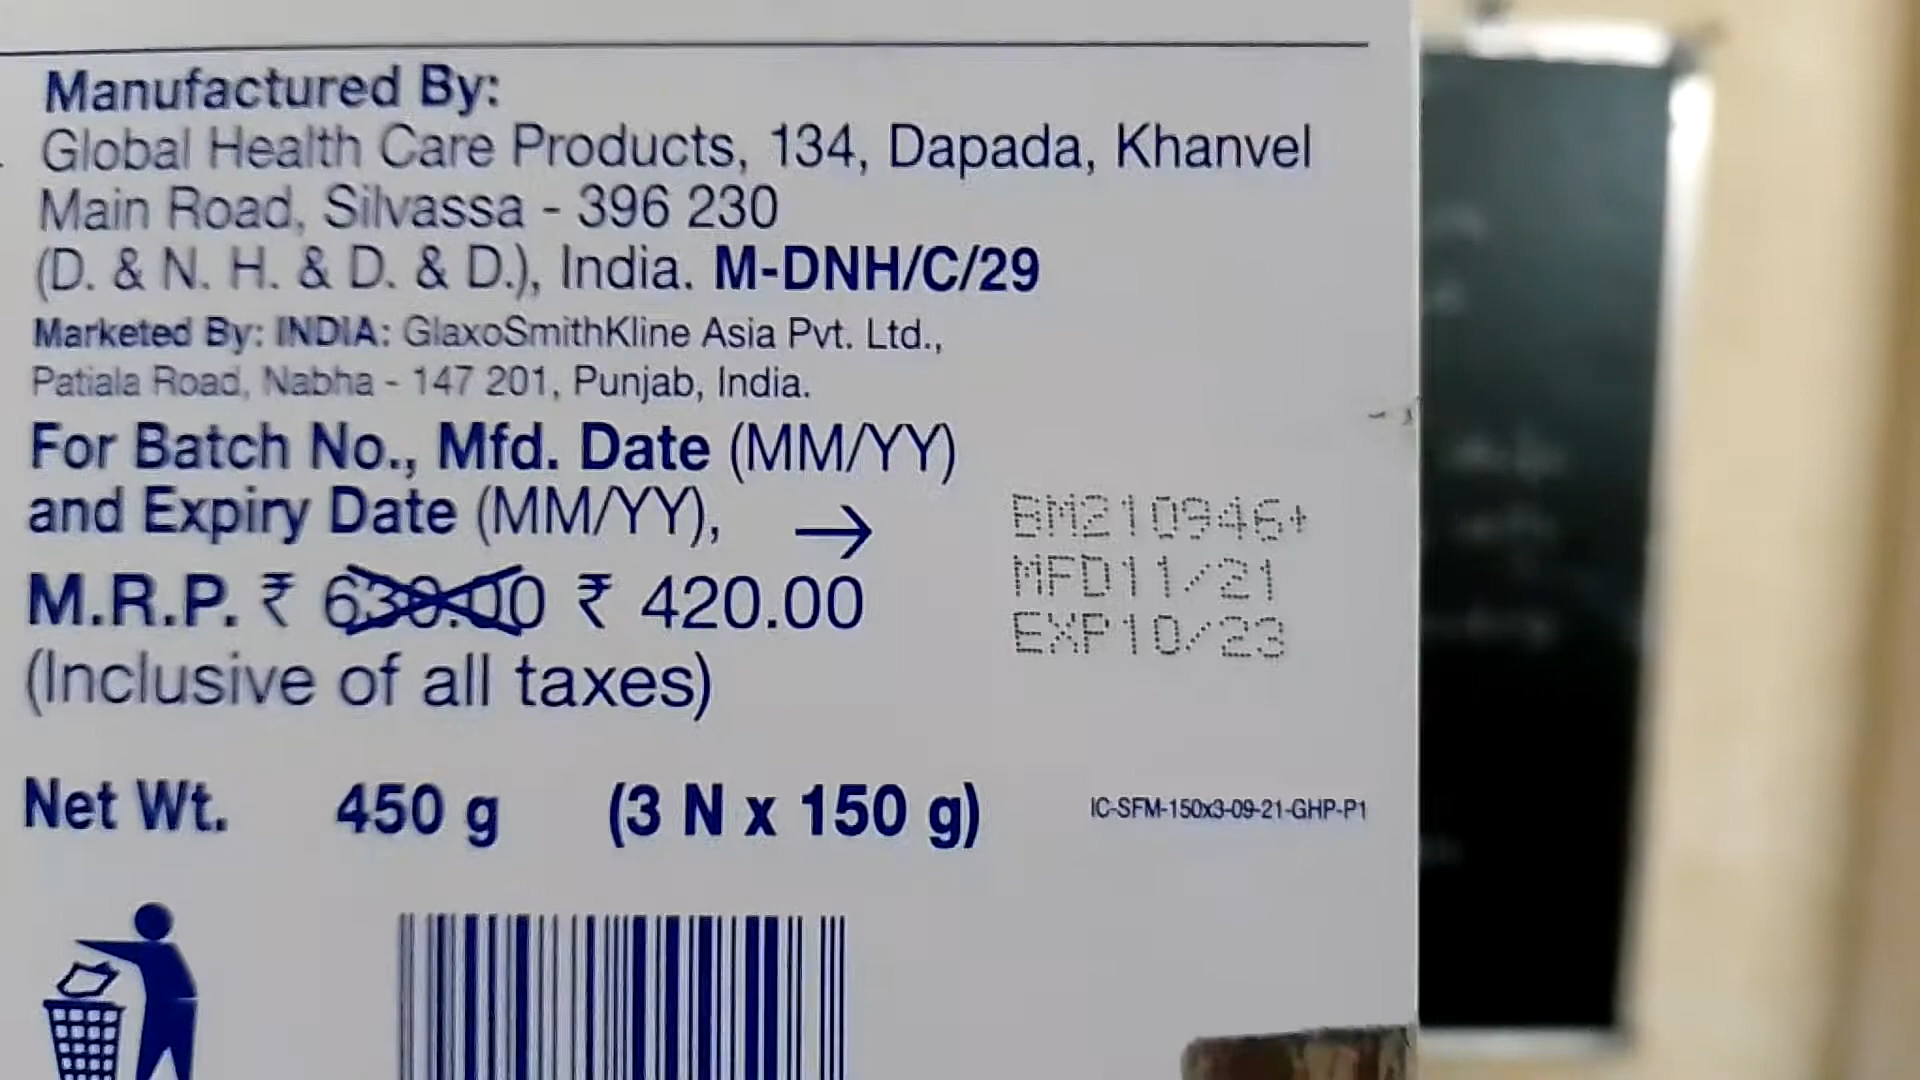 Manufactured By:
Global Health Care Products, 134, Dapada, Khanvel
Main Road, Silvassa - 396 230
(D. & N. H. & D. & D.), India. M-DNH/C/29
Marketed By: INDIA: GlaxoSmithKline Asia Pvt. Ltd.,
Patiala Road, Nabha - 147 201, Punjab, India.
For Batch No., Mfd. Date (MM/YY)
and Expiry Date (MM/YY), →
BM210946+
MFD11/21
EXP10/23
M.R.P. ₹ 630.00 ₹ 420.00
(Inclusive of all taxes)
Net Wt. 450 g (3 N x 150 g)
IC-SFM-150x3-09-21-GHP-P1